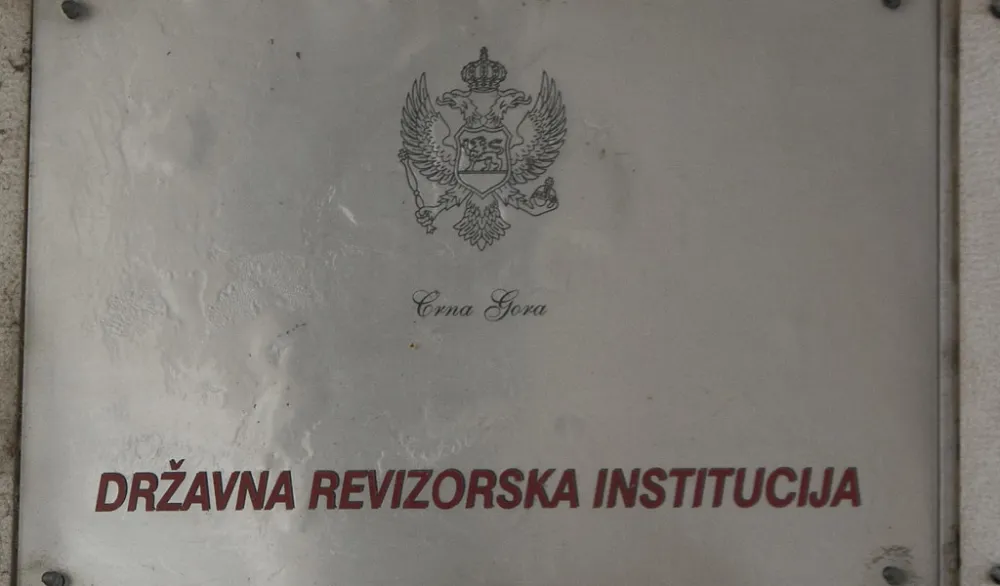 Crna Gora
DRŽAVNA REVIZORSKA INSTITUCIJA